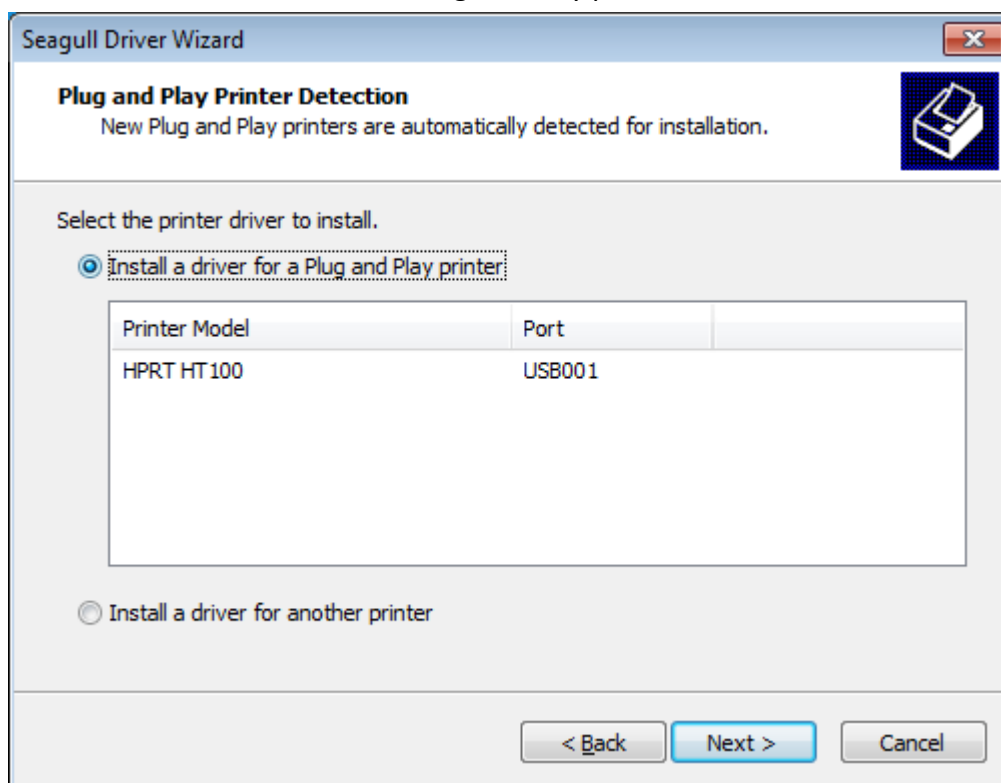 Seagull Driver Wizard
Plug and Play Printer Detection
New Plug and Play printers are automatically detected for installation.
Select the printer driver to install.
Install a driver for a Plug and Play printer
Printer Model Port
HPRT HT100 USB001
Install a driver for another printer
< Back Next > Cancel